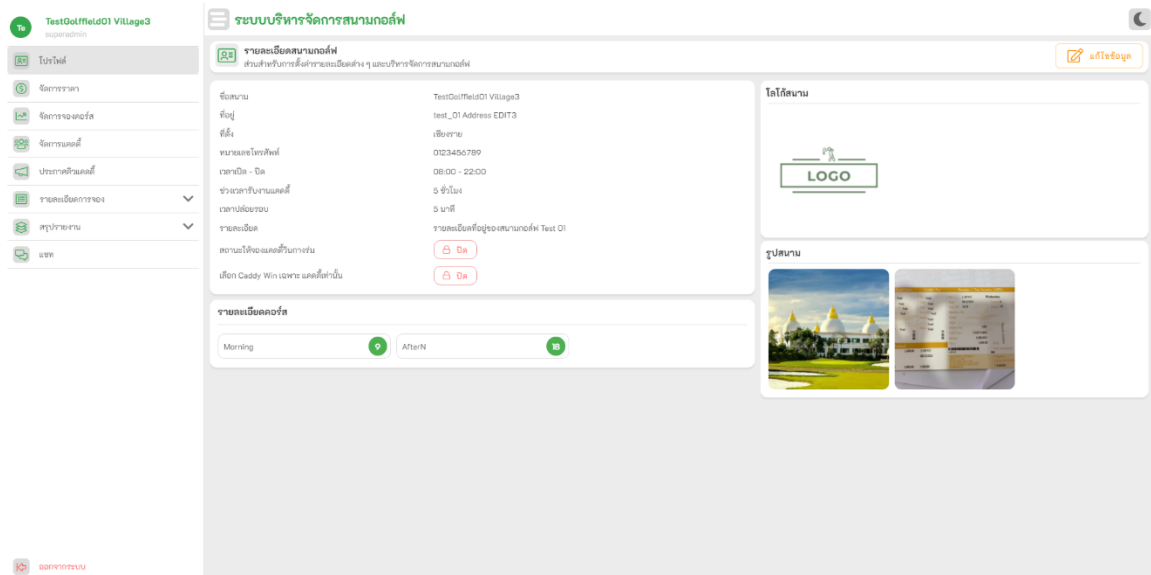 Te
TestGolffield01 Village3
superadmin
โปรไฟล์
จัดการราคา
จัดการจองคอร์ส
จัดการแคดดี้
ประกาศคิวแคดดี้
รายละเอียดการจอง
สรุปรายงาน
แชท
ออกจากระบบ
ระบบบริหารจัดการสนามกอล์ฟ
รายละเอียดสนามกอล์ฟ
ส่วนสำหรับการตั้งค่ารายละเอียดต่าง ๆ และบริหารจัดการสนามกอล์ฟ
แก้ไขข้อมูล
ชื่อสนาม TestGolffield01 Village3
ที่อยู่ test_01 Address EDIT3
ที่ตั้ง เชียงราย
หมายเลขโทรศัพท์ 0123456789
เวลาเปิด - ปิด 08:00 - 22:00
ช่วงเวลารับงานแคดดี้ 5 ชั่วโมง
เวลาปล่อยรอบ 5 นาที
รายละเอียด รายละเอียดที่อยู่ของสนามกอล์ฟ Test 01
สถานะให้จองแคดดี้วินกางร่ม ปิด
เลือก Caddy Win เฉพาะ แคดดี้เท่านั้น ปิด
รายละเอียดคอร์ส
Morning 9 AfterN 18
โลโก้สนาม
LOGO
รูปสนาม